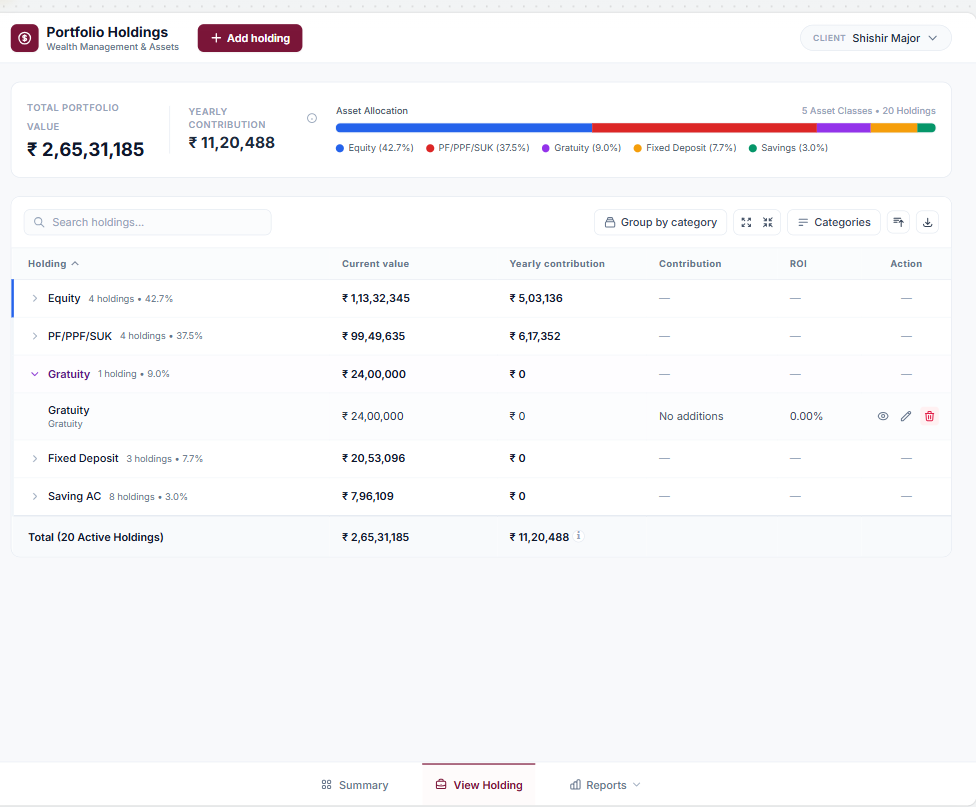 Portfolio Holdings
Wealth Management & Assets
+ Add holding
CLIENT Shishir Major
TOTAL PORTFOLIO
VALUE
₹ 2,65,31,185
YEARLY
CONTRIBUTION
₹ 11,20,488
Asset Allocation
5 Asset Classes • 20 Holdings
Equity (42.7%) PF/PPF/SUK (37.5%) Gratuity (9.0%) Fixed Deposit (7.7%) Savings (3.0%)
Search holdings...
Group by category
Categories
Holding Current value Yearly contribution Contribution ROI Action
Equity 4 holdings • 42.7% ₹ 1,13,32,345 ₹ 5,03,136 — — —
PF/PPF/SUK 4 holdings • 37.5% ₹ 99,49,635 ₹ 6,17,352 — — —
Gratuity 1 holding • 9.0% ₹ 24,00,000 ₹ 0 — — —
Gratuity
Gratuity
₹ 24,00,000 ₹ 0 No additions 0.00%
Fixed Deposit 3 holdings • 7.7% ₹ 20,53,096 ₹ 0 — — —
Saving AC 8 holdings • 3.0% ₹ 7,96,109 ₹ 0 — — —
Total (20 Active Holdings) ₹ 2,65,31,185 ₹ 11,20,488
Summary
View Holding
Reports